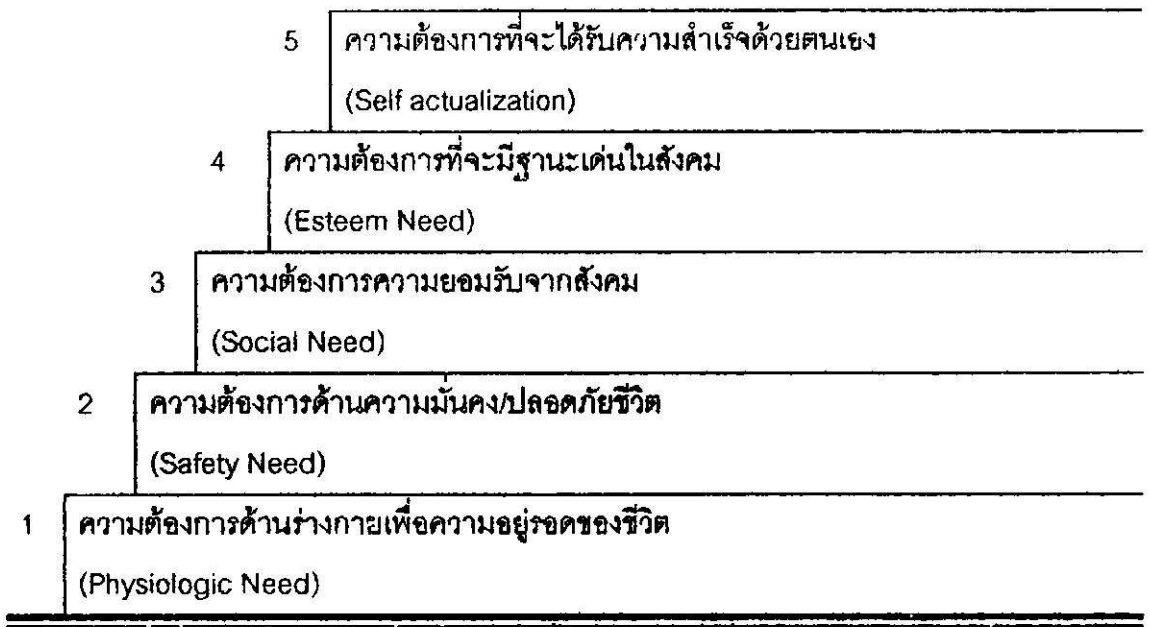 5 ความต้องการที่จะได้รับความสำเร็จด้วยตนเอง
(Self actualization)
4 ความต้องการที่จะมีฐานะเด่นในสังคม
(Esteem Need)
3 ความต้องการความยอมรับจากสังคม
(Social Need)
2 ความต้องการด้านความมั่นคง/ปลอดภัยชีวิต
(Safety Need)
1 ความต้องการด้านร่างกายเพื่อความอยู่รอดของชีวิต
(Physiologic Need)